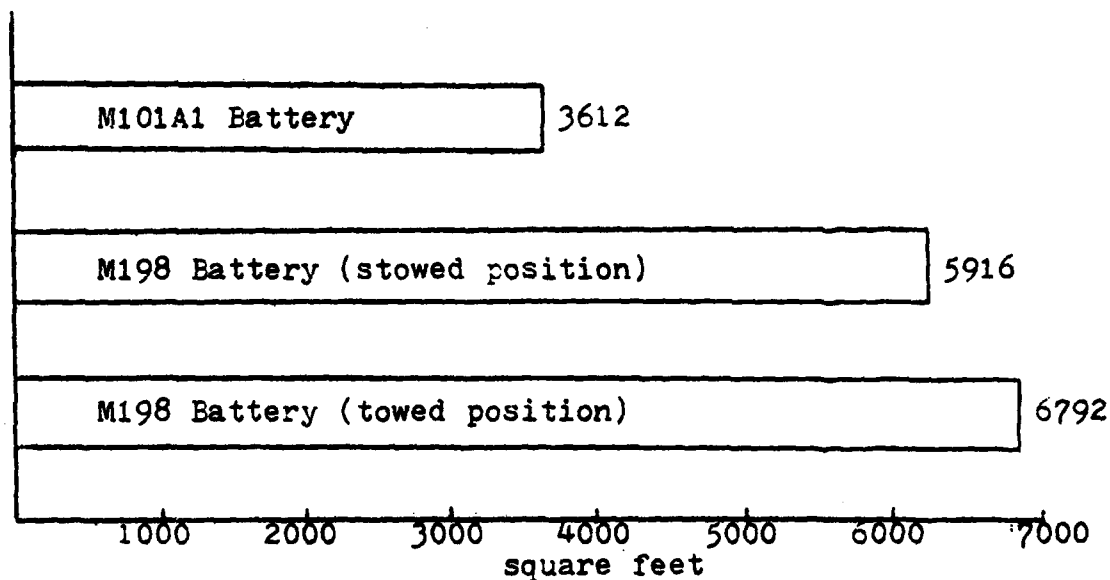 M101A1 Battery 3612
M198 Battery (stowed position) 5916
M198 Battery (towed position) 6792
1000 2000 3000 4000 5000 6000 7000
square feet